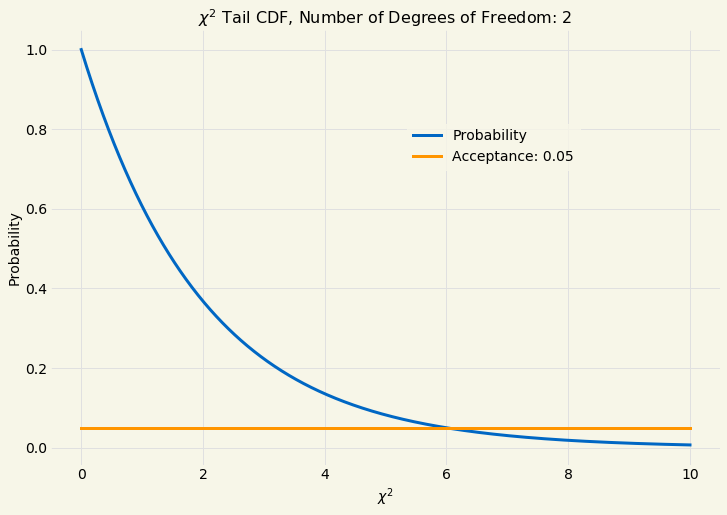 χ² Tail CDF, Number of Degrees of Freedom: 2
1.0
0.8
0.6
0.4
0.2
0.0
Probability
Probability
Acceptance: 0.05
0 2 4 6 8 10
χ²